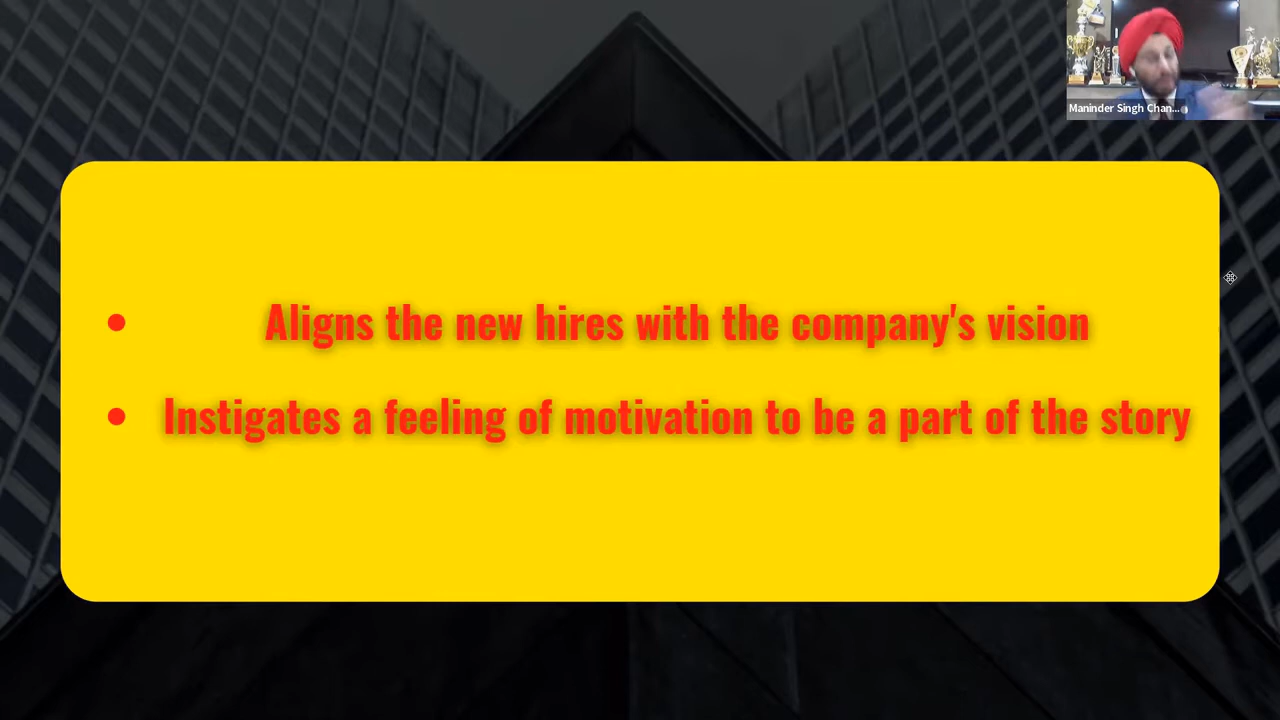 Maninder Singh Chan...
• Aligns the new hires with the company's vision
• Instigates a feeling of motivation to be a part of the story